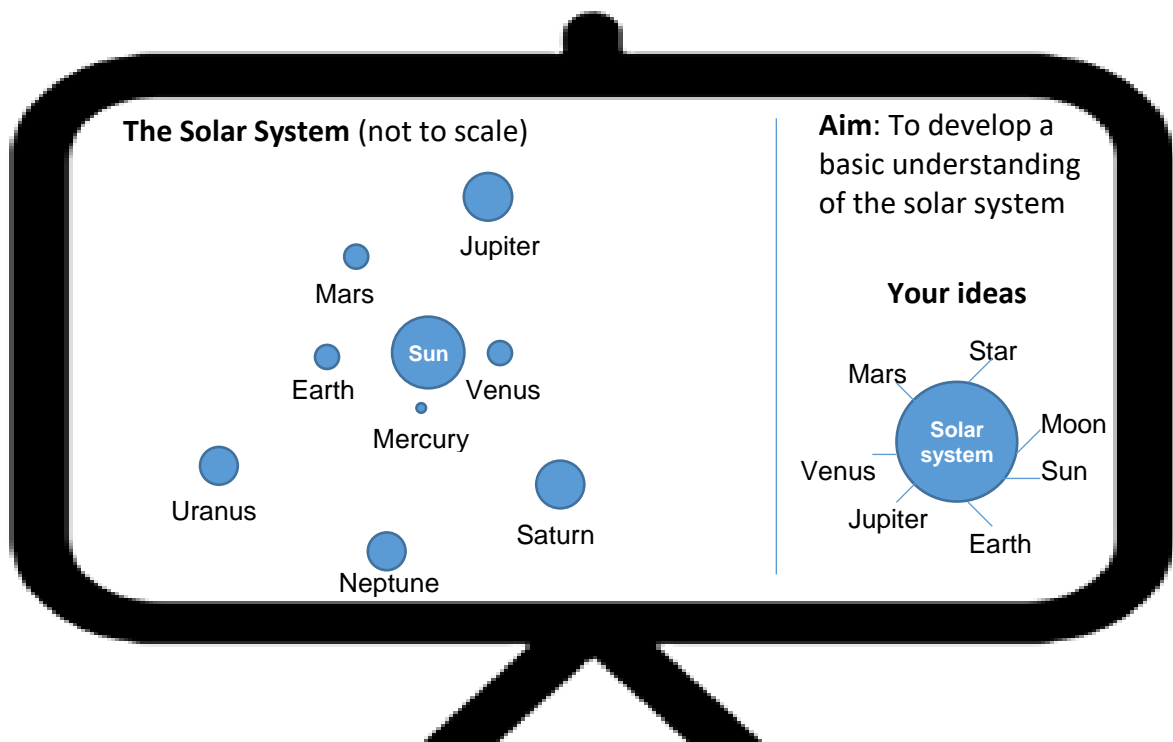 The Solar System (not to scale)
Jupiter
Mars
Sun
Earth
Venus
Mercury
Uranus
Saturn
Neptune
Aim: To develop a
basic understanding
of the solar system
Your ideas
Star
Mars
Moon
Solar
system
Venus
Sun
Jupiter
Earth